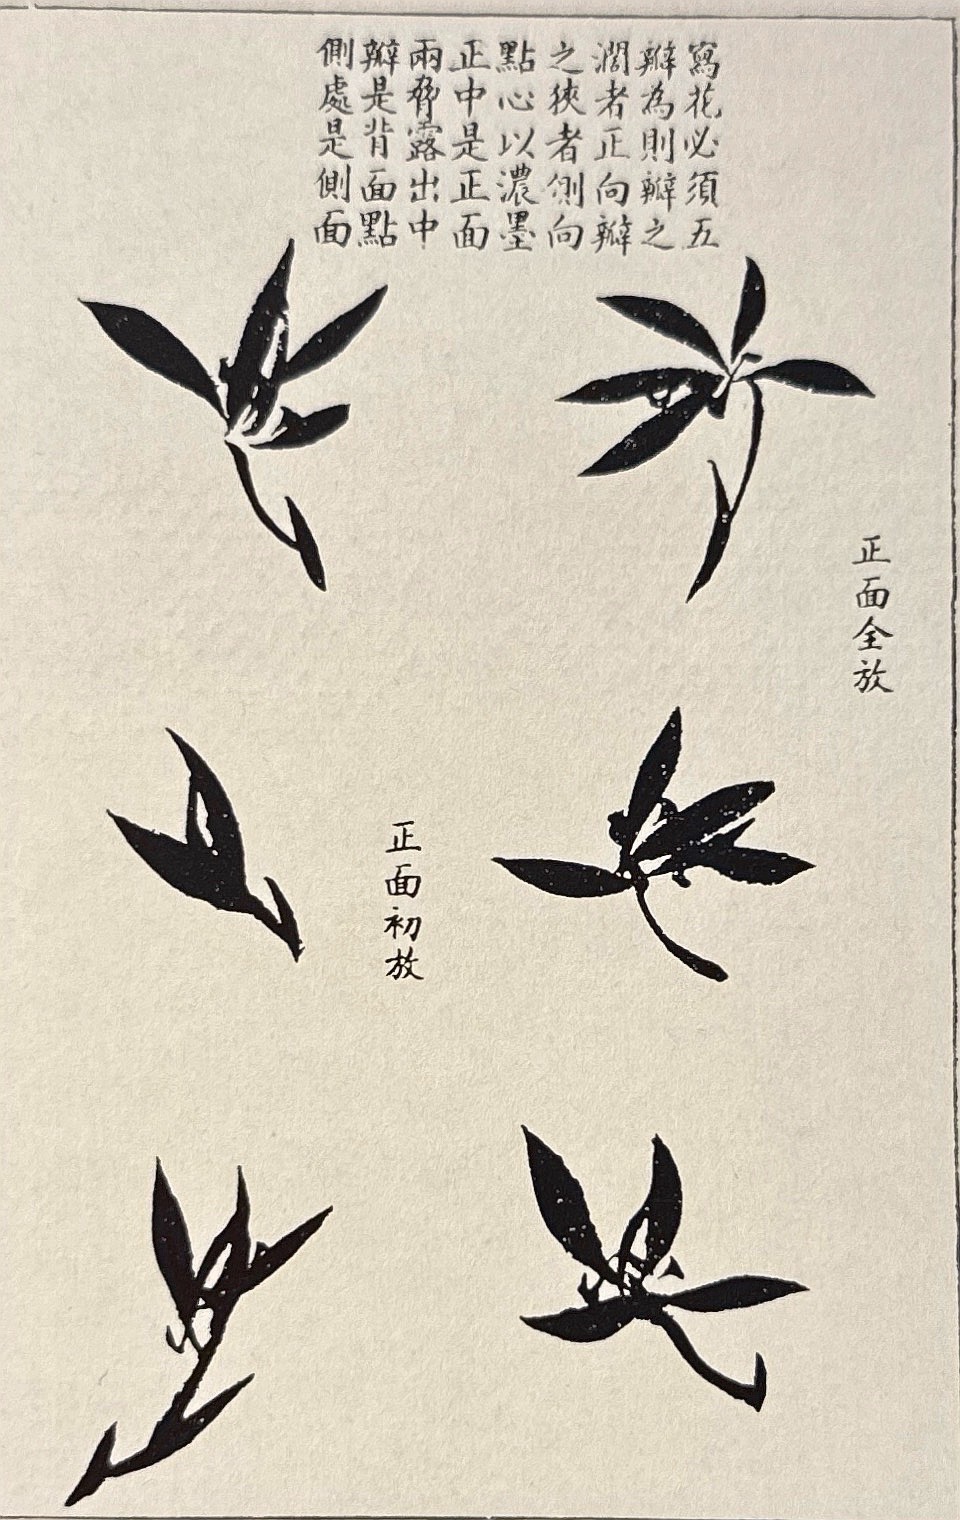 寫花必須五
瓣為則瓣之
濶者正向瓣
之狹者側向
點心以濃墨
正中是正面
兩脅露出中
瓣是背面點
側處是側面
正面全放
正面初放